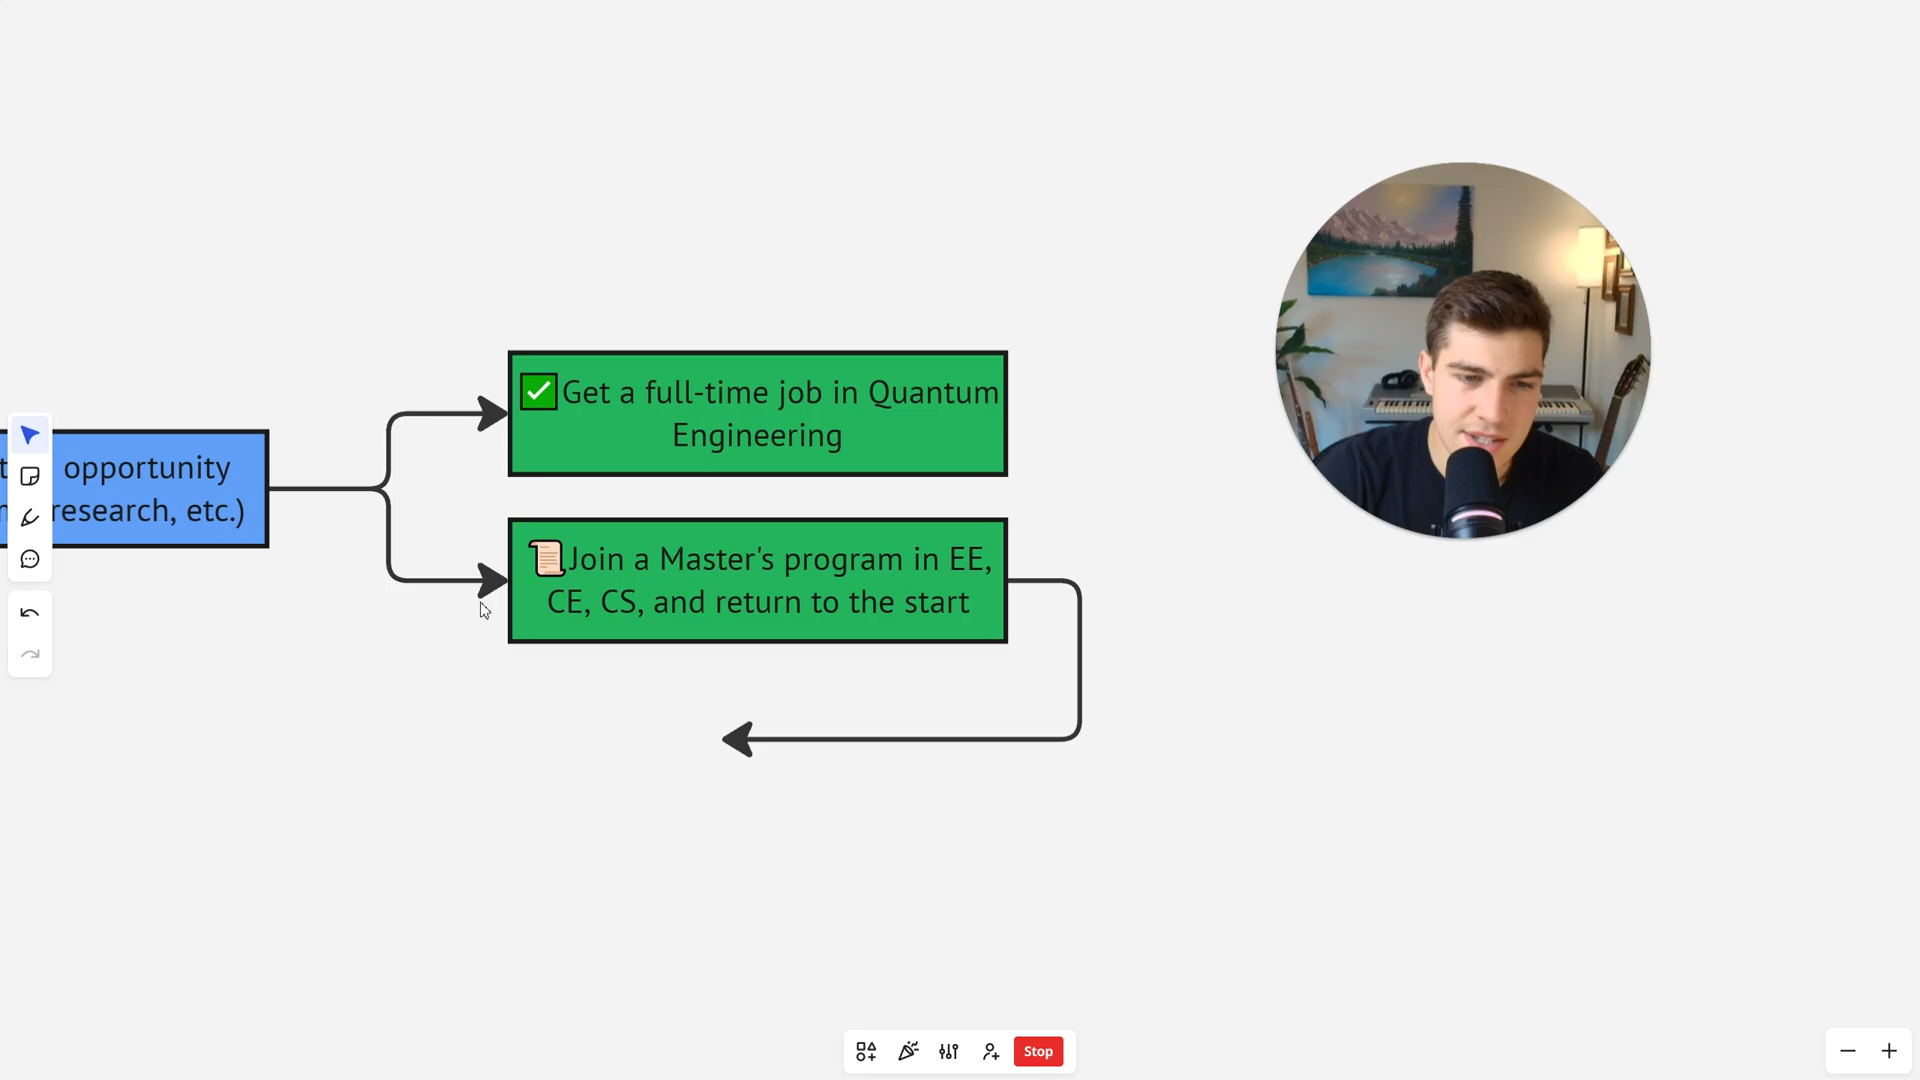 opportunity
research, etc.)
✅Get a full-time job in Quantum
Engineering
📜Join a Master's program in EE,
CE, CS, and return to the start
Stop